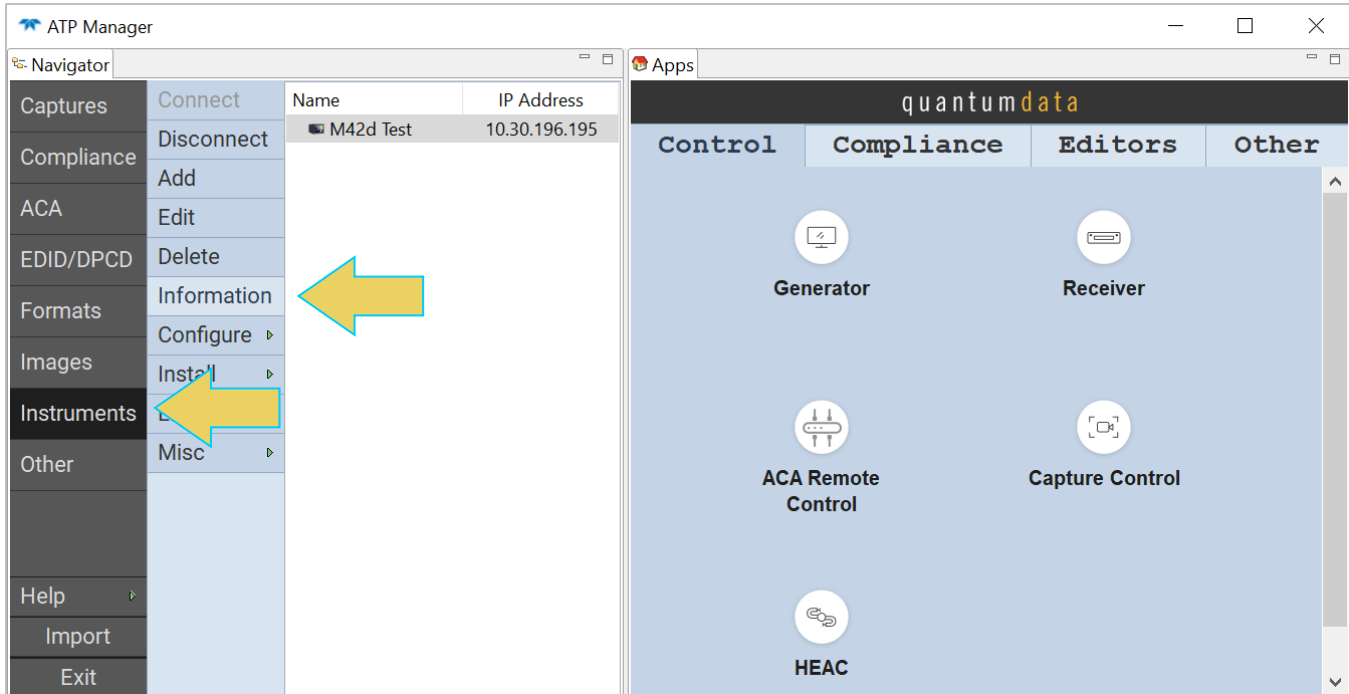 ATP Manager
Navigator
Apps
Captures
Compliance
ACA
EDID/DPCD
Formats
Images
Instruments
Other
Help
Import
Exit
Connect
Disconnect
Add
Edit
Delete
Information
Configure
Install
Misc
Name IP Address
M42d Test 10.30.196.195
quantumdata
Control Compliance Editors Other
Generator
Receiver
ACA Remote
Control
Capture Control
HEAC